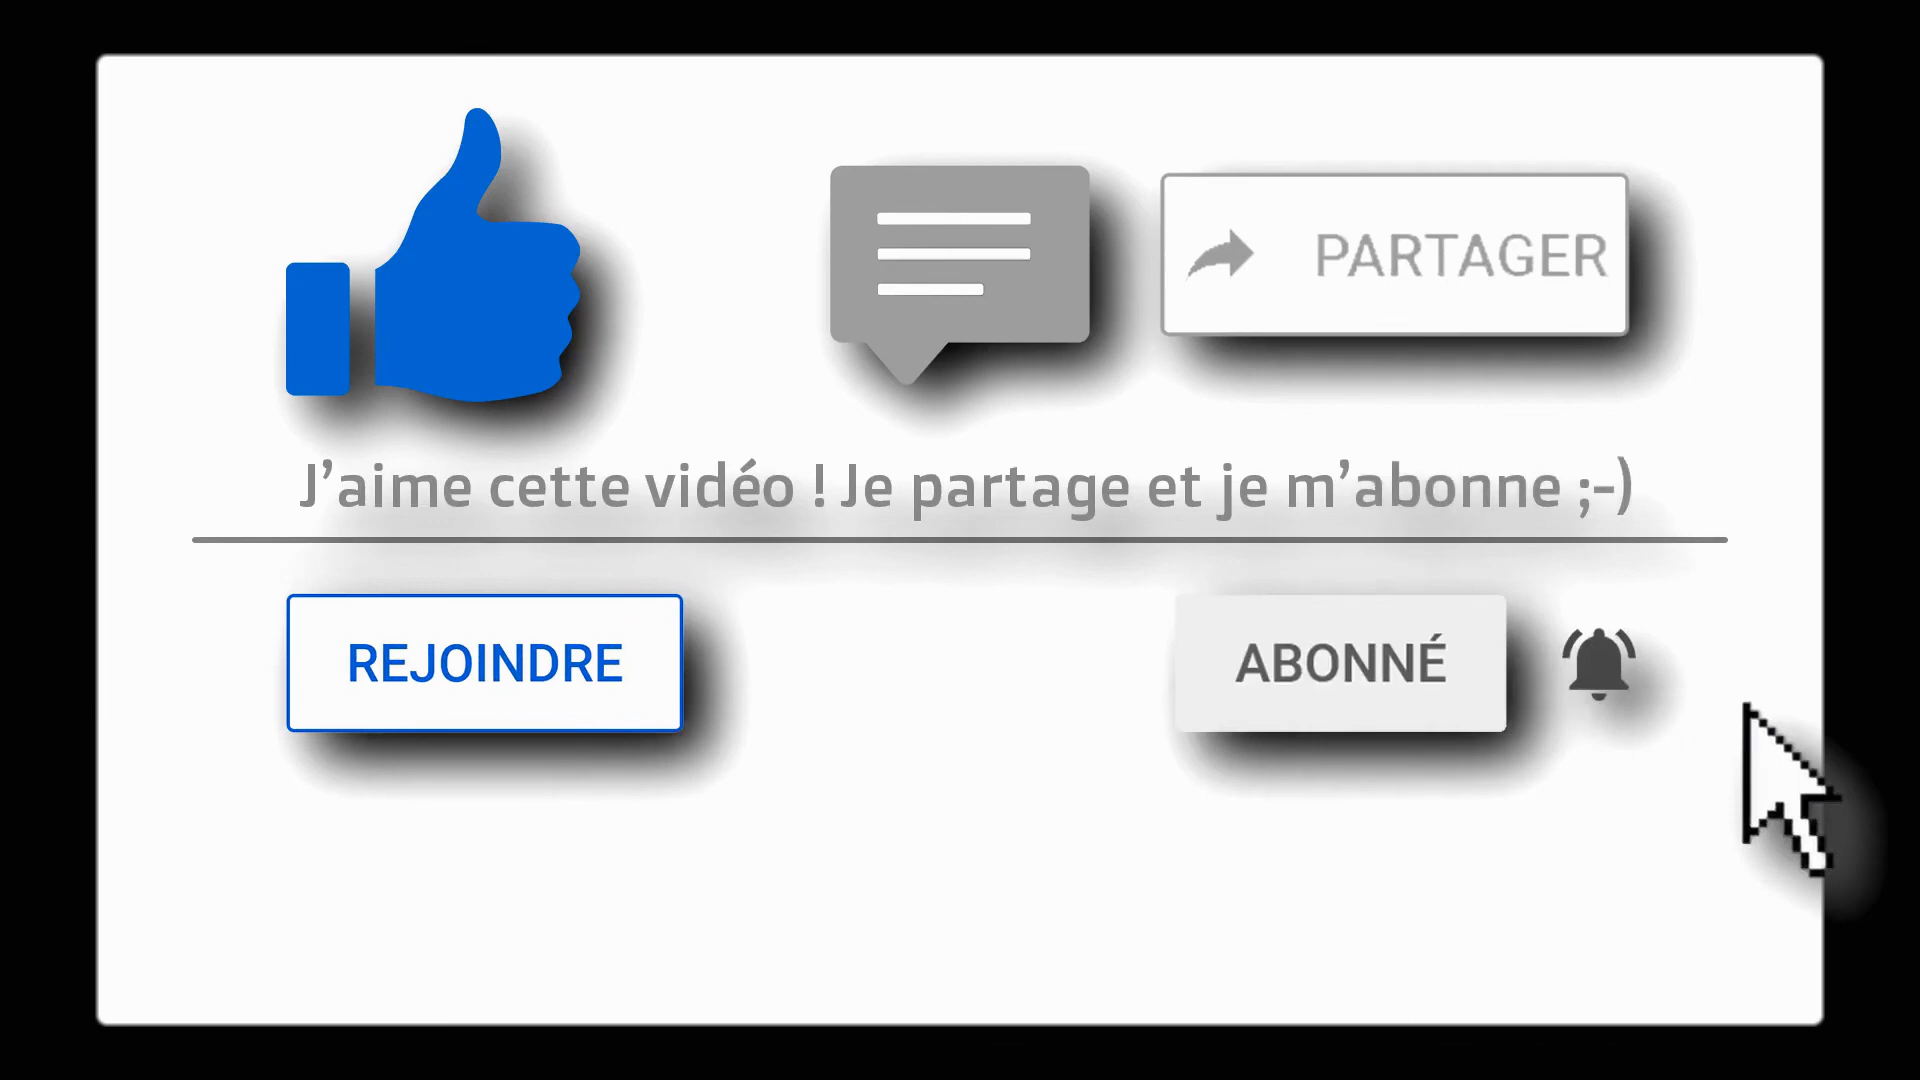 PARTAGER
J’aime cette vidéo ! Je partage et je m’abonne ;-)
REJOINDRE
ABONNÉ